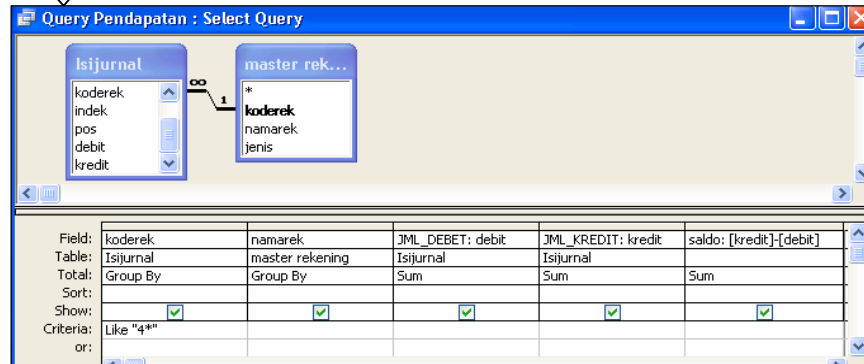 Query Pendapatan : Select Query
Isijurnal
koderek
indek
pos
debit
kredit
∞
1
master rek...
*
koderek
namarek
jenis
Field: koderek namarek JML_DEBET: debit JML_KREDIT: kredit saldo: [kredit]-[debit]
Table: Isijurnal master rekening Isijurnal Isijurnal
Total: Group By Group By Sum Sum Sum
Sort:
Show:
Criteria: Like "4*"
or: